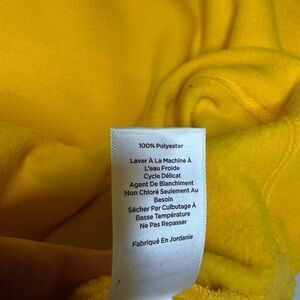 100% Polyester
Laver À La Machine À
L'eau Froide
Cycle Délicat
Agent De Blanchiment
Non Chloré Seulement Au
Besoin
Sécher Par Culbutage À
Basse Température
Ne Pas Repasser
Fabriqué En Jordanie